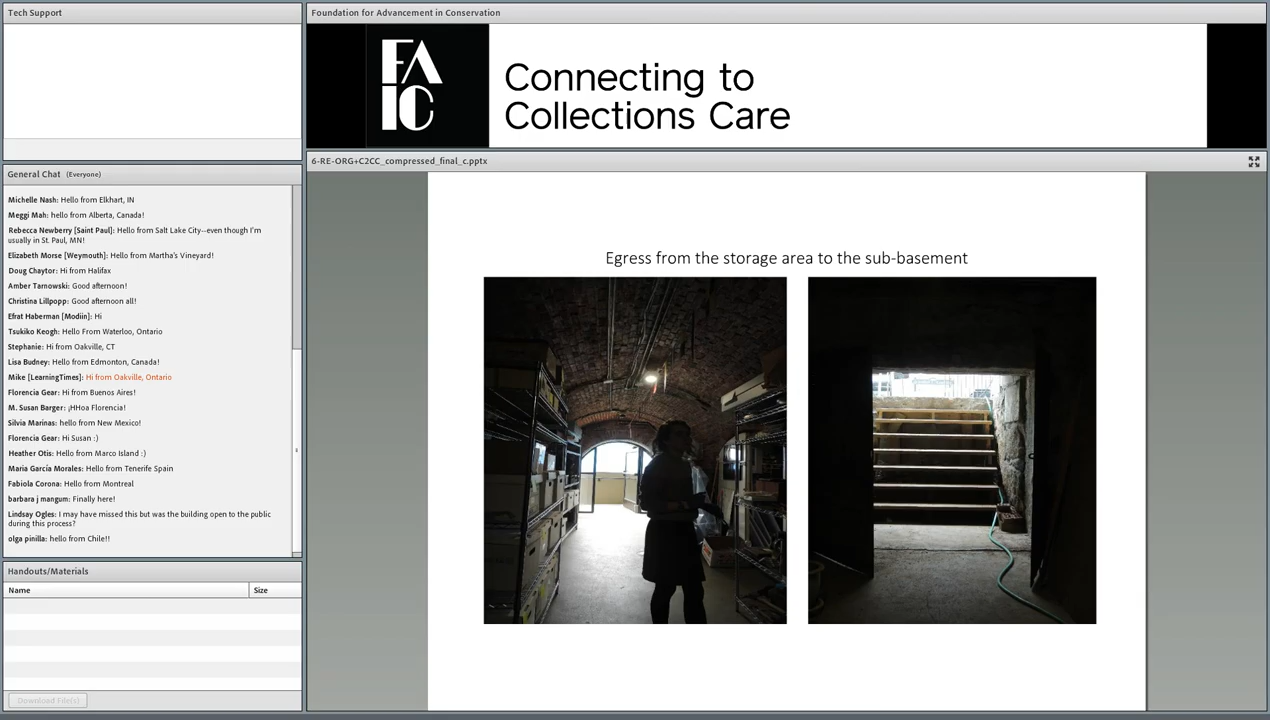 Tech Support
General Chat (Everyone)
Michelle Nash: Hello from Elkhart, IN
Meggi Mah: hello from Alberta, Canada!
Rebecca Newberry [Saint Paul]: Hello from Salt Lake City--even though I'm
usually in St. Paul, MN!
Elizabeth Morse [Weymouth]: Hello from Martha's Vineyard!
Doug Chaytor: Hi from Halifax
Amber Tarnowski: Good afternoon!
Christina Lillpopp: Good afternoon all!
Efrat Haberman [Modiin]: Hi
Tsukiko Keogh: Hello From Waterloo, Ontario
Stephanie: Hi from Oakville, CT
Lisa Budney: Hello from Edmonton, Canada!
Mike [LearningTimes]: Hi from Oakville, Ontario
Florencia Gear: Hi from Buenos Aires!
M. Susan Barger: ¡HHoa Florencia!
Silvia Marinas: hello from New Mexico!
Florencia Gear: Hi Susan :)
Heather Otis: Hello from Marco Island :)
Maria García Morales: Hello from Tenerife Spain
Fabiola Corona: Hello from Montreal
barbara j mangum: Finally here!
Lindsay Ogles: I may have missed this but was the building open to the public
during this process?
olga pinilla: hello from Chile!!
Handouts/Materials
Name Size
Download File(s)
Foundation for Advancement in Conservation
FA
IC
Connecting to
Collections Care
6-RE-ORG+C2CC_compressed_final_c.pptx
Egress from the storage area to the sub-basement